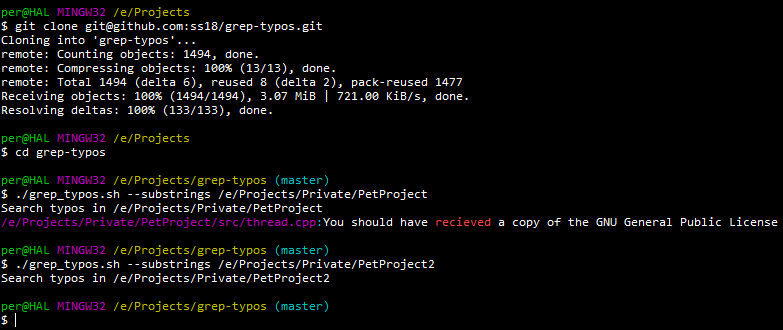 per@HAL MINGW32 /e/Projects
$ git clone git@github.com:ss18/grep-typos.git
Cloning into 'grep-typos'...
remote: Counting objects: 1494, done.
remote: Compressing objects: 100% (13/13), done.
remote: Total 1494 (delta 6), reused 8 (delta 2), pack-reused 1477
Receiving objects: 100% (1494/1494), 3.07 MiB | 721.00 KiB/s, done.
Resolving deltas: 100% (133/133), done.
per@HAL MINGW32 /e/Projects
$ cd grep-typos
per@HAL MINGW32 /e/Projects/grep-typos (master)
$ ./grep_typos.sh --substrings /e/Projects/Private/PetProject
Search typos in /e/Projects/Private/PetProject
/e/Projects/Private/PetProject/src/thread.cpp:You should have recieved a copy of the GNU General Public License
per@HAL MINGW32 /e/Projects/grep-typos (master)
$ ./grep_typos.sh --substrings /e/Projects/Private/PetProject2
Search typos in /e/Projects/Private/PetProject2
per@HAL MINGW32 /e/Projects/grep-typos (master)
$